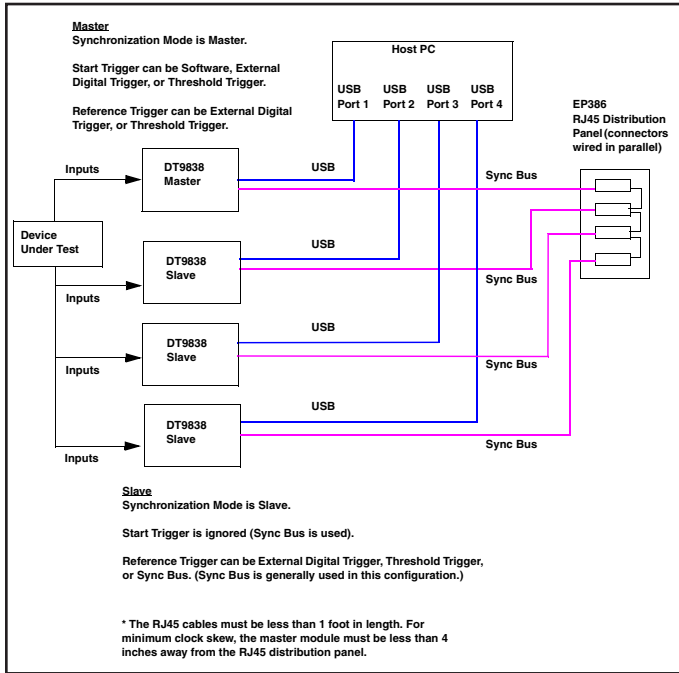 Master
Synchronization Mode is Master.
Start Trigger can be Software, External
Digital Trigger, or Threshold Trigger.
Reference Trigger can be External Digital
Trigger, or Threshold Trigger.
Host PC
USB
Port 1
USB
Port 2
USB
Port 3
USB
Port 4
EP386
RJ45 Distribution
Panel (connectors
wired in parallel)
Inputs
DT9838
Master
USB
Sync Bus
Device
Under Test
DT9838
Slave
USB
Inputs
Sync Bus
DT9838
Slave
USB
Inputs
Sync Bus
DT9838
Slave
USB
Inputs
Sync Bus
Slave
Synchronization Mode is Slave.
Start Trigger is ignored (Sync Bus is used).
Reference Trigger can be External Digital Trigger, Threshold Trigger,
or Sync Bus. (Sync Bus is generally used in this configuration.)
* The RJ45 cables must be less than 1 foot in length. For
minimum clock skew, the master module must be less than 4
inches away from the RJ45 distribution panel.